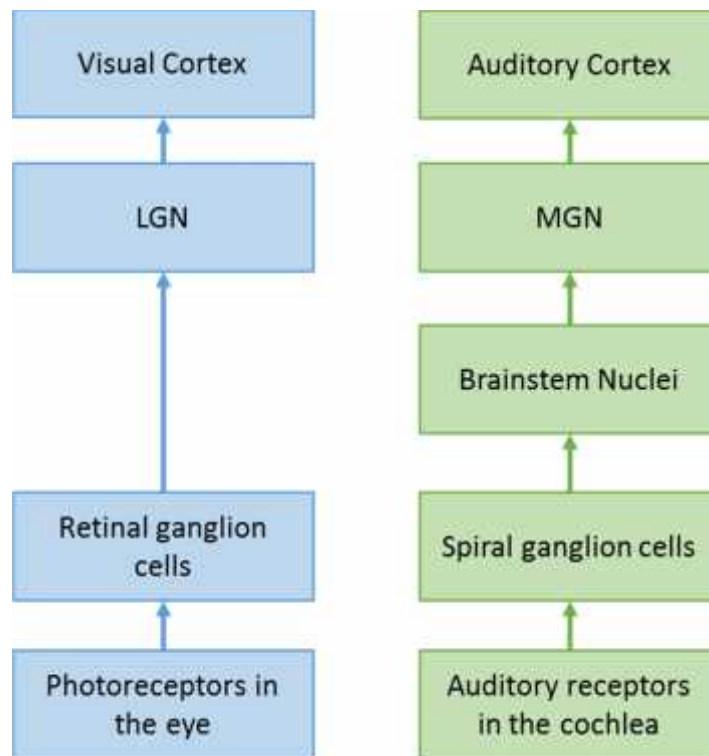 Visual Cortex
LGN
Retinal ganglion
cells
Photoreceptors in
the eye
Auditory Cortex
MGN
Brainstem Nuclei
Spiral ganglion cells
Auditory receptors
in the cochlea